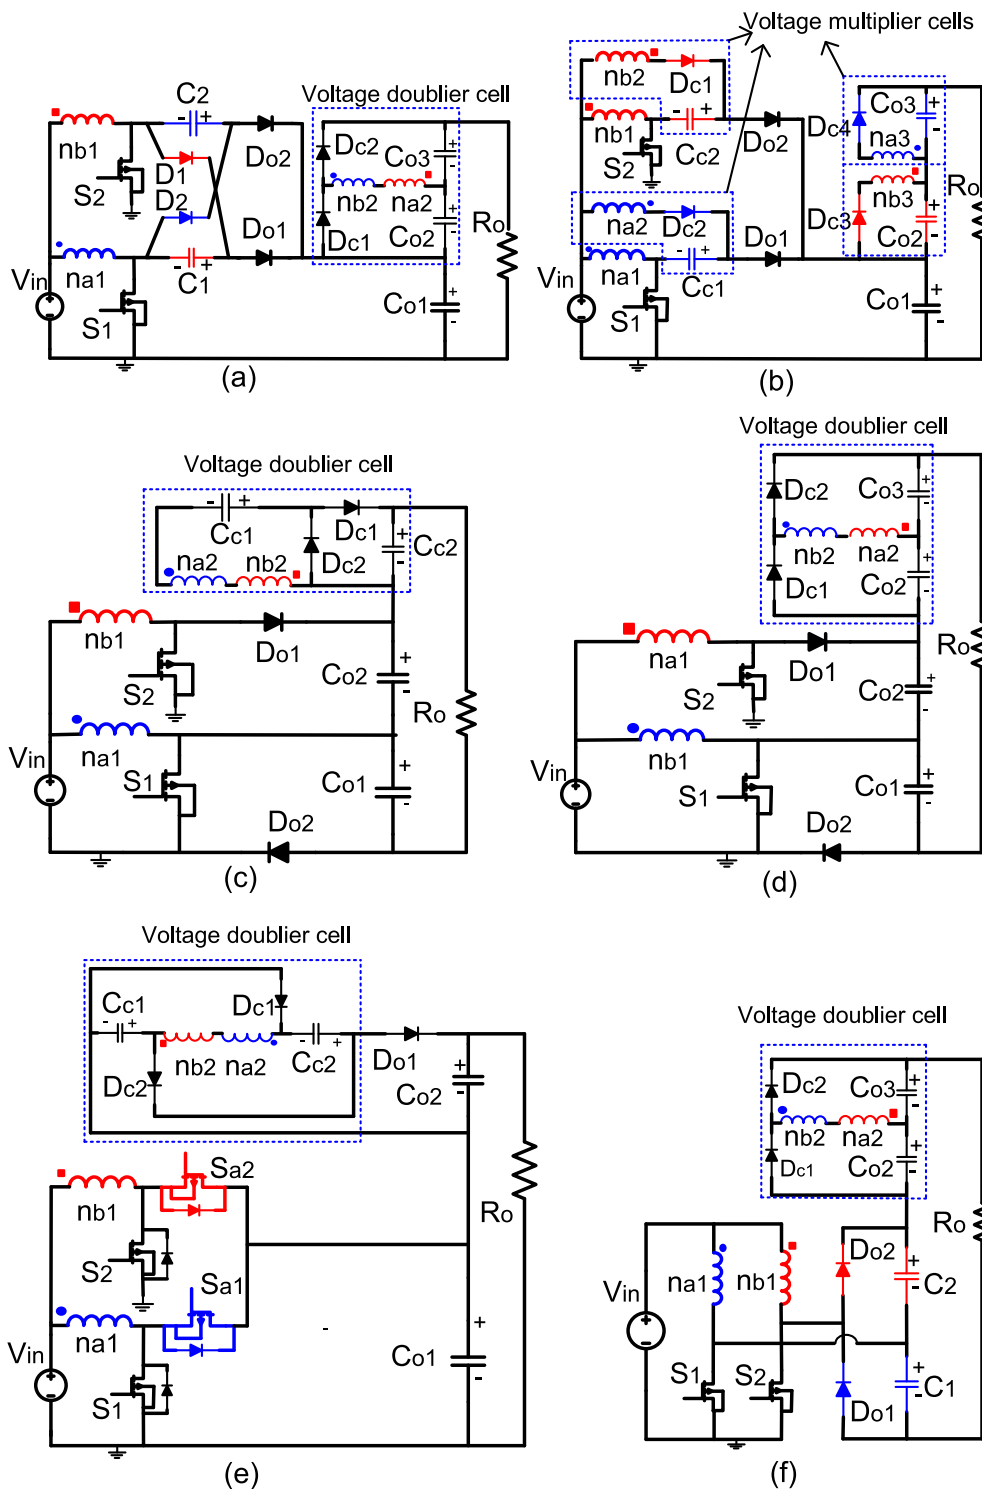 Voltage multiplier cells
nb2
Dc1
nb1
Cc2
Do2
S2
na2
Dc2
na1
Cc1
Do1
S1
Vin
Co3
Dc4
na3
nb3
Dc3
Co2
Ro
Co1
(b)
C2
Voltage doublier cell
nb1
D1
S2
D2
Do2
Dc2
Co3
nb2
na2
Dc1
Co2
Ro
Do1
Vin
na1
C1
S1
Co1
(a)
Voltage doublier cell
Cc1
Dc1
Cc2
na2
nb2
Dc2
nb1
Do1
S2
Co2
Ro
na1
Vin
S1
Co1
Do2
(c)
Voltage doublier cell
Dc2
Co3
nb2
na2
Dc1
Co2
na1
Do1
Ro
S2
Co2
nb1
Vin
S1
Co1
Do2
(d)
Voltage doublier cell
Cc1
Dc1
nb2
na2
Cc2
Do1
Dc2
Co2
Sa2
nb1
Ro
S2
Sa1
na1
Vin
Co1
S1
(e)
Voltage doublier cell
Dc2
Co3
nb2
na2
Dc1
Co2
Ro
Do2
na1
nb1
C2
Vin
S1
S2
C1
Do1
(f)